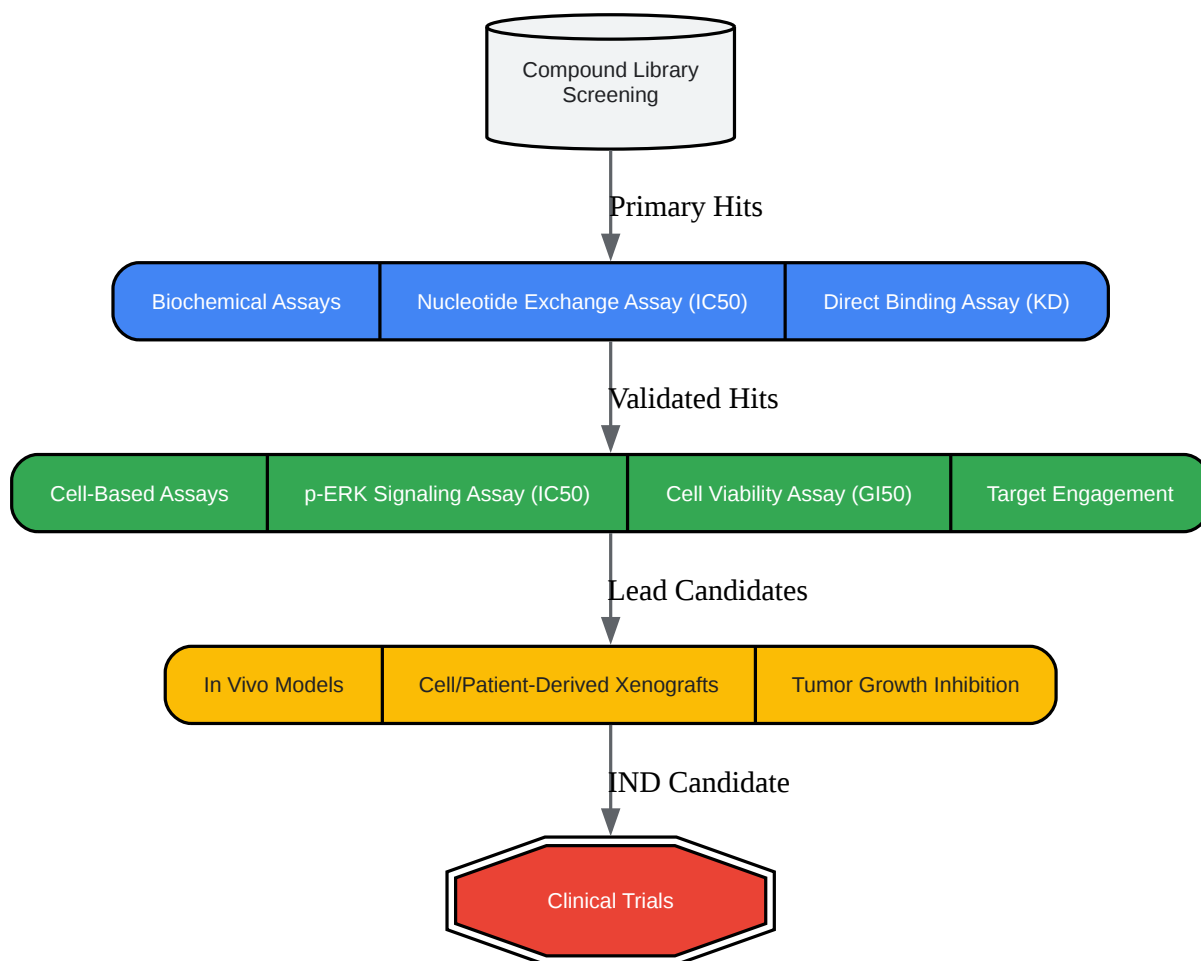 Compound Library
Screening
Primary Hits
Biochemical Assays
Nucleotide Exchange Assay (IC50)
Direct Binding Assay (KD)
Validated Hits
Cell-Based Assays
p-ERK Signaling Assay (IC50)
Cell Viability Assay (GI50)
Target Engagement
Lead Candidates
In Vivo Models
Cell/Patient-Derived Xenografts
Tumor Growth Inhibition
IND Candidate
Clinical Trials